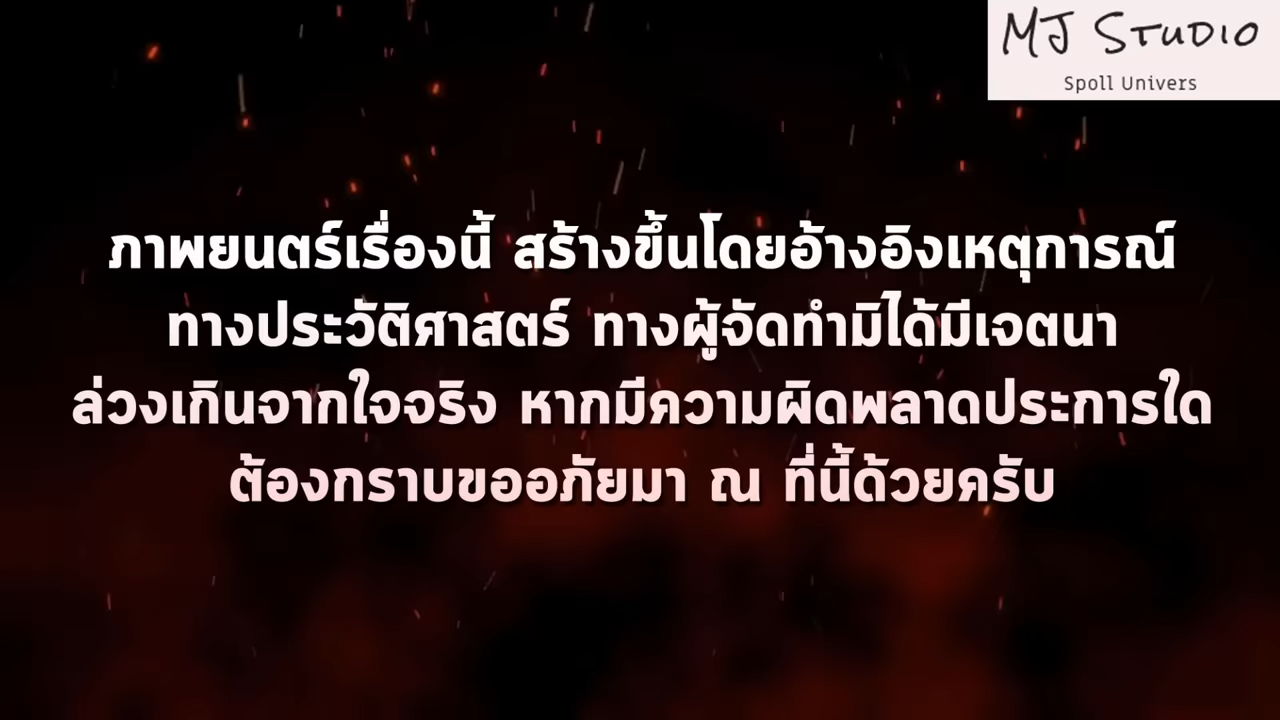 MJ STUDIO
Spoll Univers
ภาพยนตร์เรื่องนี้ สร้างขึ้นโดยอ้างอิงเหตุการณ์
ทางประวัติศาสตร์ ทางผู้จัดทำมิได้มีเจตนา
ล่วงเกินจากใจจริง หากมีความผิดพลาดประการใด
ต้องกราบขออภัยมา ณ ที่นี้ด้วยครับ